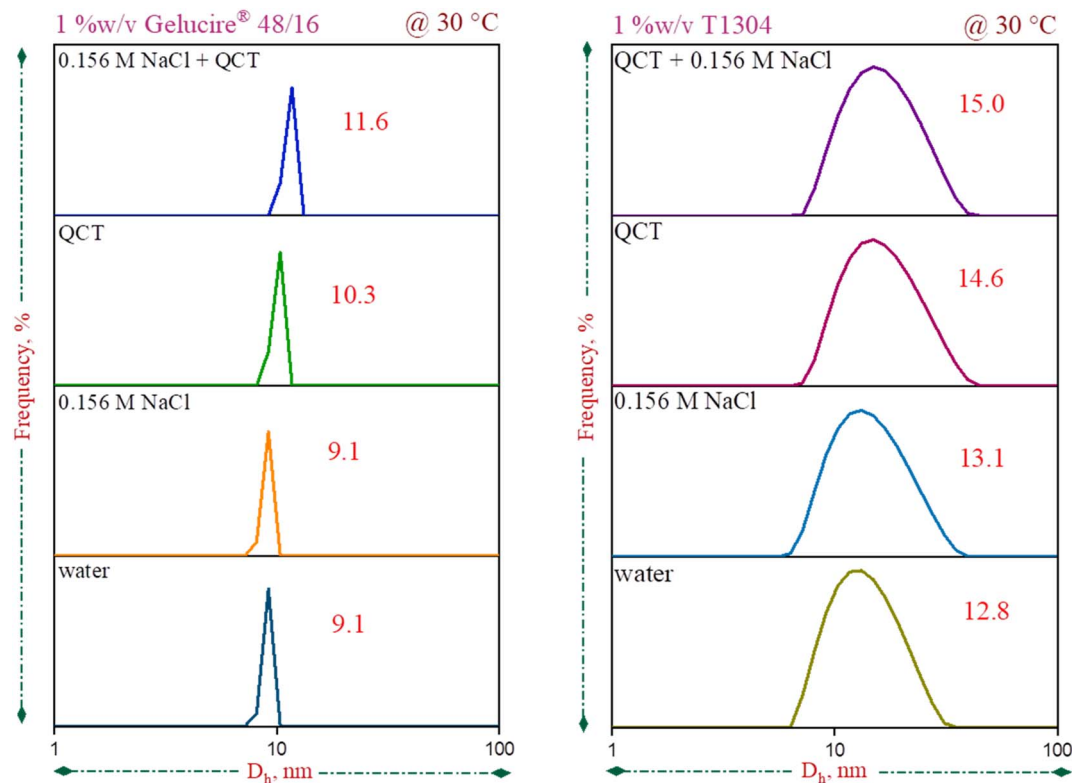 1 %w/v Gelucire® 48/16 @ 30 °C
0.156 M NaCl + QCT
11.6
QCT
10.3
0.156 M NaCl
9.1
water
9.1
Frequency, %
1 10 100
Dh, nm
1 %w/v T1304 @ 30 °C
QCT + 0.156 M NaCl
15.0
QCT
14.6
0.156 M NaCl
13.1
water
12.8
Frequency, %
1 10 100
Dh, nm